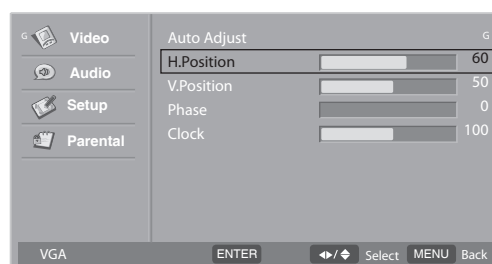 G Video
Audio
Setup
Parental
Auto Adjust G
H.Position 60
V.Position 50
Phase 0
Clock 100
VGA ENTER / Select MENU Back